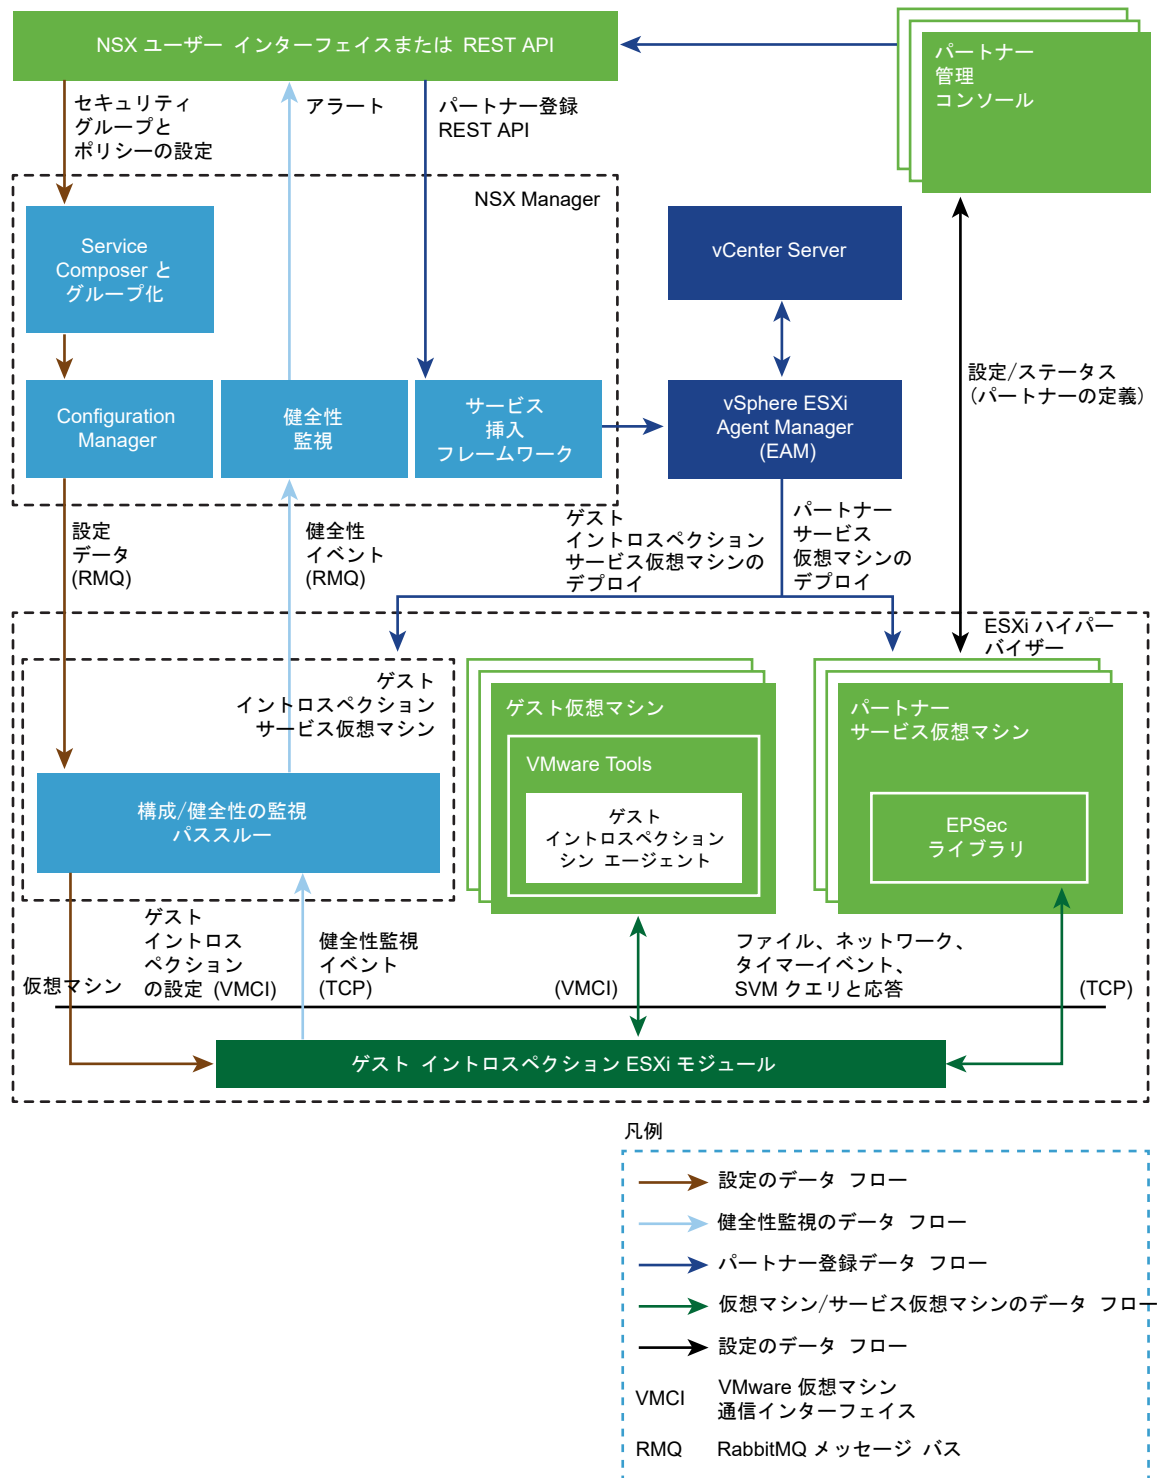 NSX ユーザー インターフェイスまたは REST API
パートナー
管理
コンソール
セキュリティ
グループと
ポリシーの設定
アラート
パートナー登録
REST API
NSX Manager
Service
Composer と
グループ化
vCenter Server
設定/ステータス
(パートナーの定義)
Configuration
Manager
健全性
監視
サービス
挿入
フレームワーク
vSphere ESXi
Agent Manager
(EAM)
設定
データ
(RMQ)
健全性
イベント
(RMQ)
ゲスト
イントロスペクション
サービス仮想マシンの
デプロイ
パートナー
サービス
仮想マシンの
デプロイ
ESXi ハイパー
バイザー
ゲスト
イントロスペクション
サービス仮想マシン
ゲスト仮想マシン
VMware Tools
ゲスト
イントロスペクション
シン エージェント
パートナー
サービス仮想マシン
EPSec
ライブラリ
構成/健全性の監視
パススルー
ゲスト
イントロス
ペクション
の設定 (VMCI)
健全性監視
イベント
(TCP)
仮想マシン
(VMCI)
ファイル、ネットワーク、
タイマーイベント、
SVM クエリと応答
(TCP)
ゲスト イントロスペクション ESXi モジュール
凡例
設定のデータ フロー
健全性監視のデータ フロー
パートナー登録データ フロー
仮想マシン/サービス仮想マシンのデータ フロー
設定のデータ フロー
VMCI VMware 仮想マシン
通信インターフェイス
RMQ RabbitMQ メッセージ バス